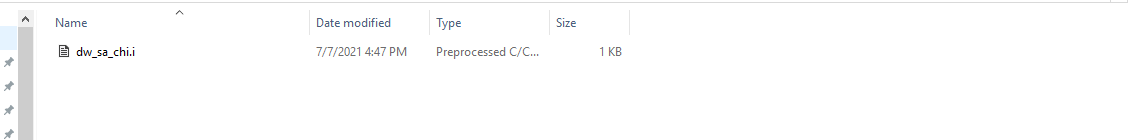 Name Date modified Type Size
dw_sa_chi.i 7/7/2021 4:47 PM Preprocessed C/C... 1 KB